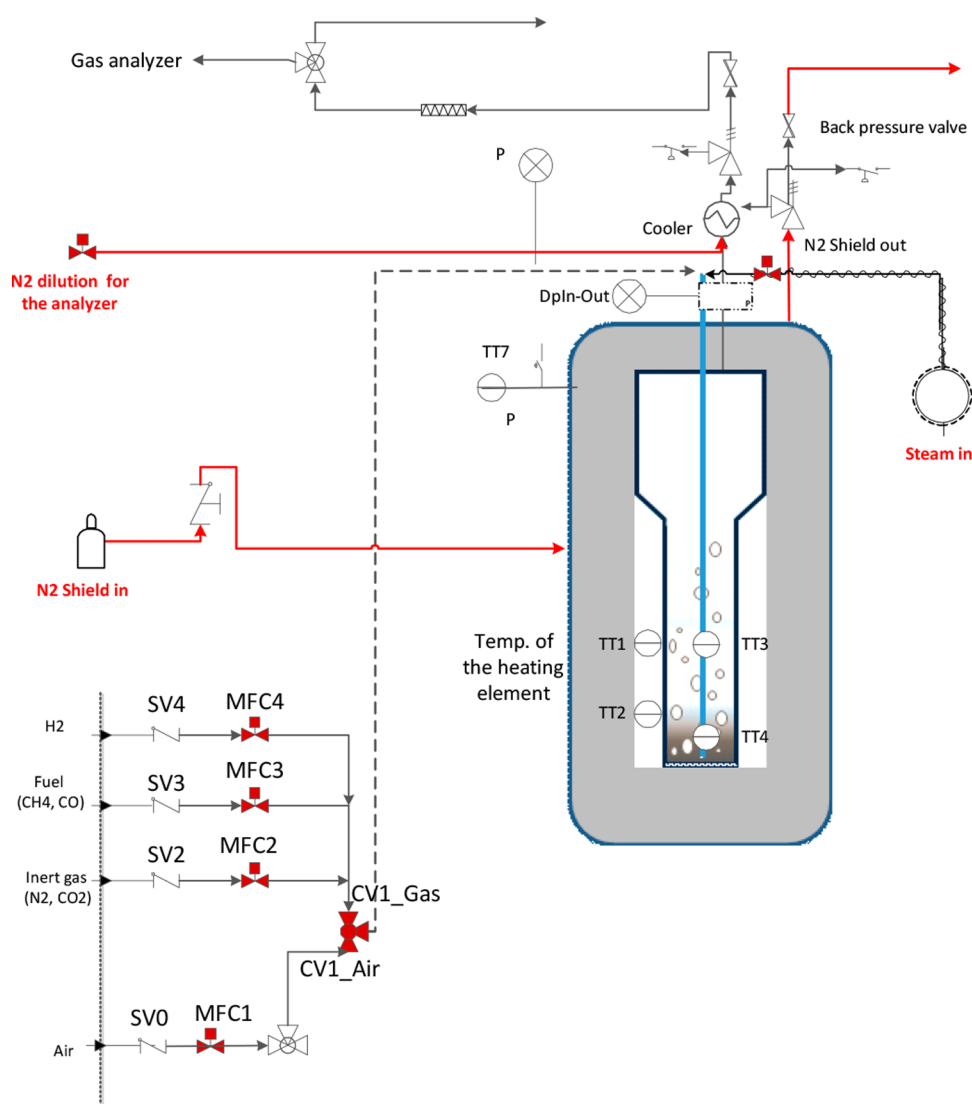 Gas analyzer
P
Back pressure valve
Cooler
N2 Shield out
N2 dilution for
the analyzer
DpIn-Out
P
TT7
P
Steam in
N2 Shield in
Temp. of
the heating
element
TT1
TT3
TT2
TT4
SV4
MFC4
H2
SV3
MFC3
Fuel
(CH4, CO)
SV2
MFC2
Inert gas
(N2, CO2)
CV1_Gas
CV1_Air
SV0
MFC1
Air